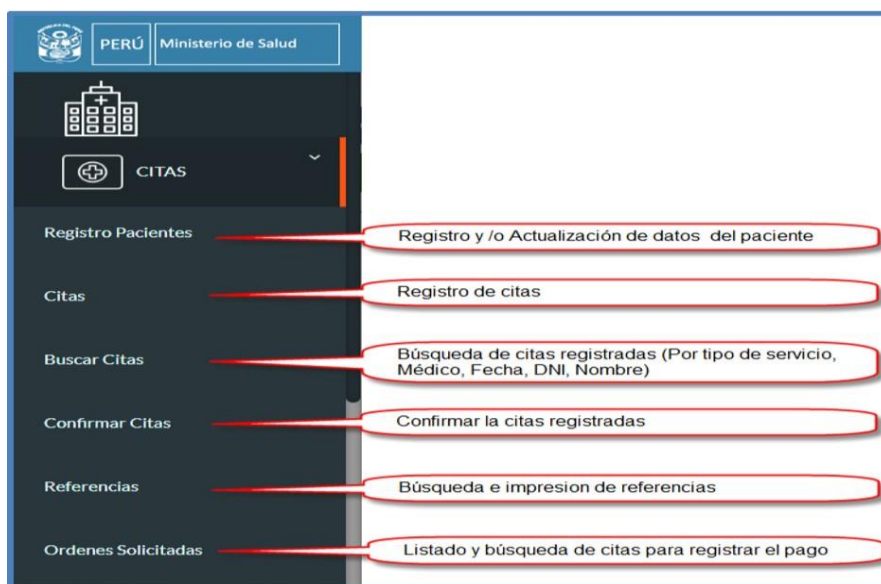 PERÚ
Ministerio de Salud
CITAS
Registro Pacientes
Registro y /o Actualización de datos del paciente
Citas
Registro de citas
Buscar Citas
Búsqueda de citas registradas (Por tipo de servicio,
Médico, Fecha, DNI, Nombre)
Confirmar Citas
Confirmar la citas registradas
Referencias
Búsqueda e impresion de referencias
Ordenes Solicitadas
Listado y búsqueda de citas para registrar el pago